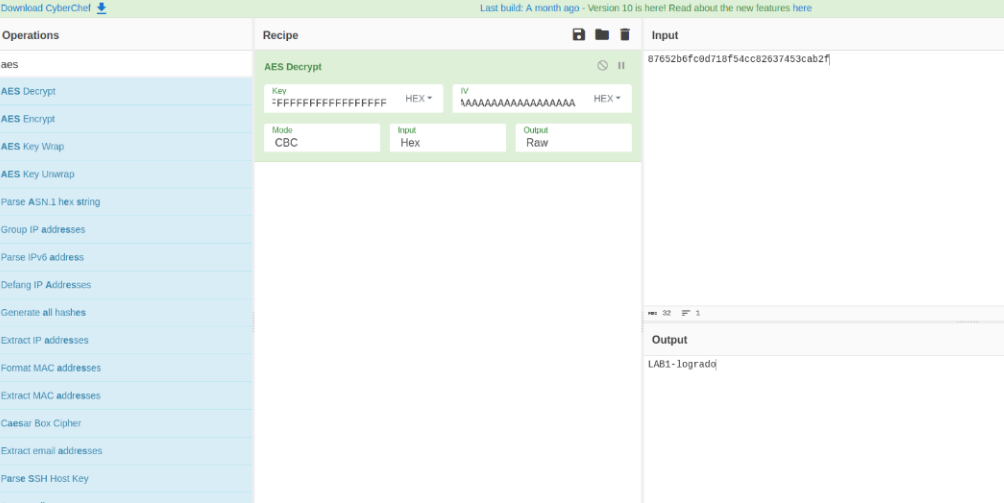 Download CyberChef
Last build: A month ago - Version 10 is here! Read about the new features here
Operations
aes
AES Decrypt
AES Encrypt
AES Key Wrap
AES Key Unwrap
Parse ASN.1 hex string
Group IP addresses
Parse IPv6 address
Defang IP Addresses
Generate all hashes
Extract IP addresses
Format MAC addresses
Extract MAC addresses
Caesar Box Cipher
Extract email addresses
Parse SSH Host Key
Recipe
AES Decrypt
Key
FFFFFFFFFFFFFFFFFFF
HEX
IV
AAAAAAAAAAAAAAAAAAA
HEX
Mode
CBC
Input
Hex
Output
Raw
Input
87652b6fc0d718f54cc82637453cab2f
32 1
Output
LAB1-logrado